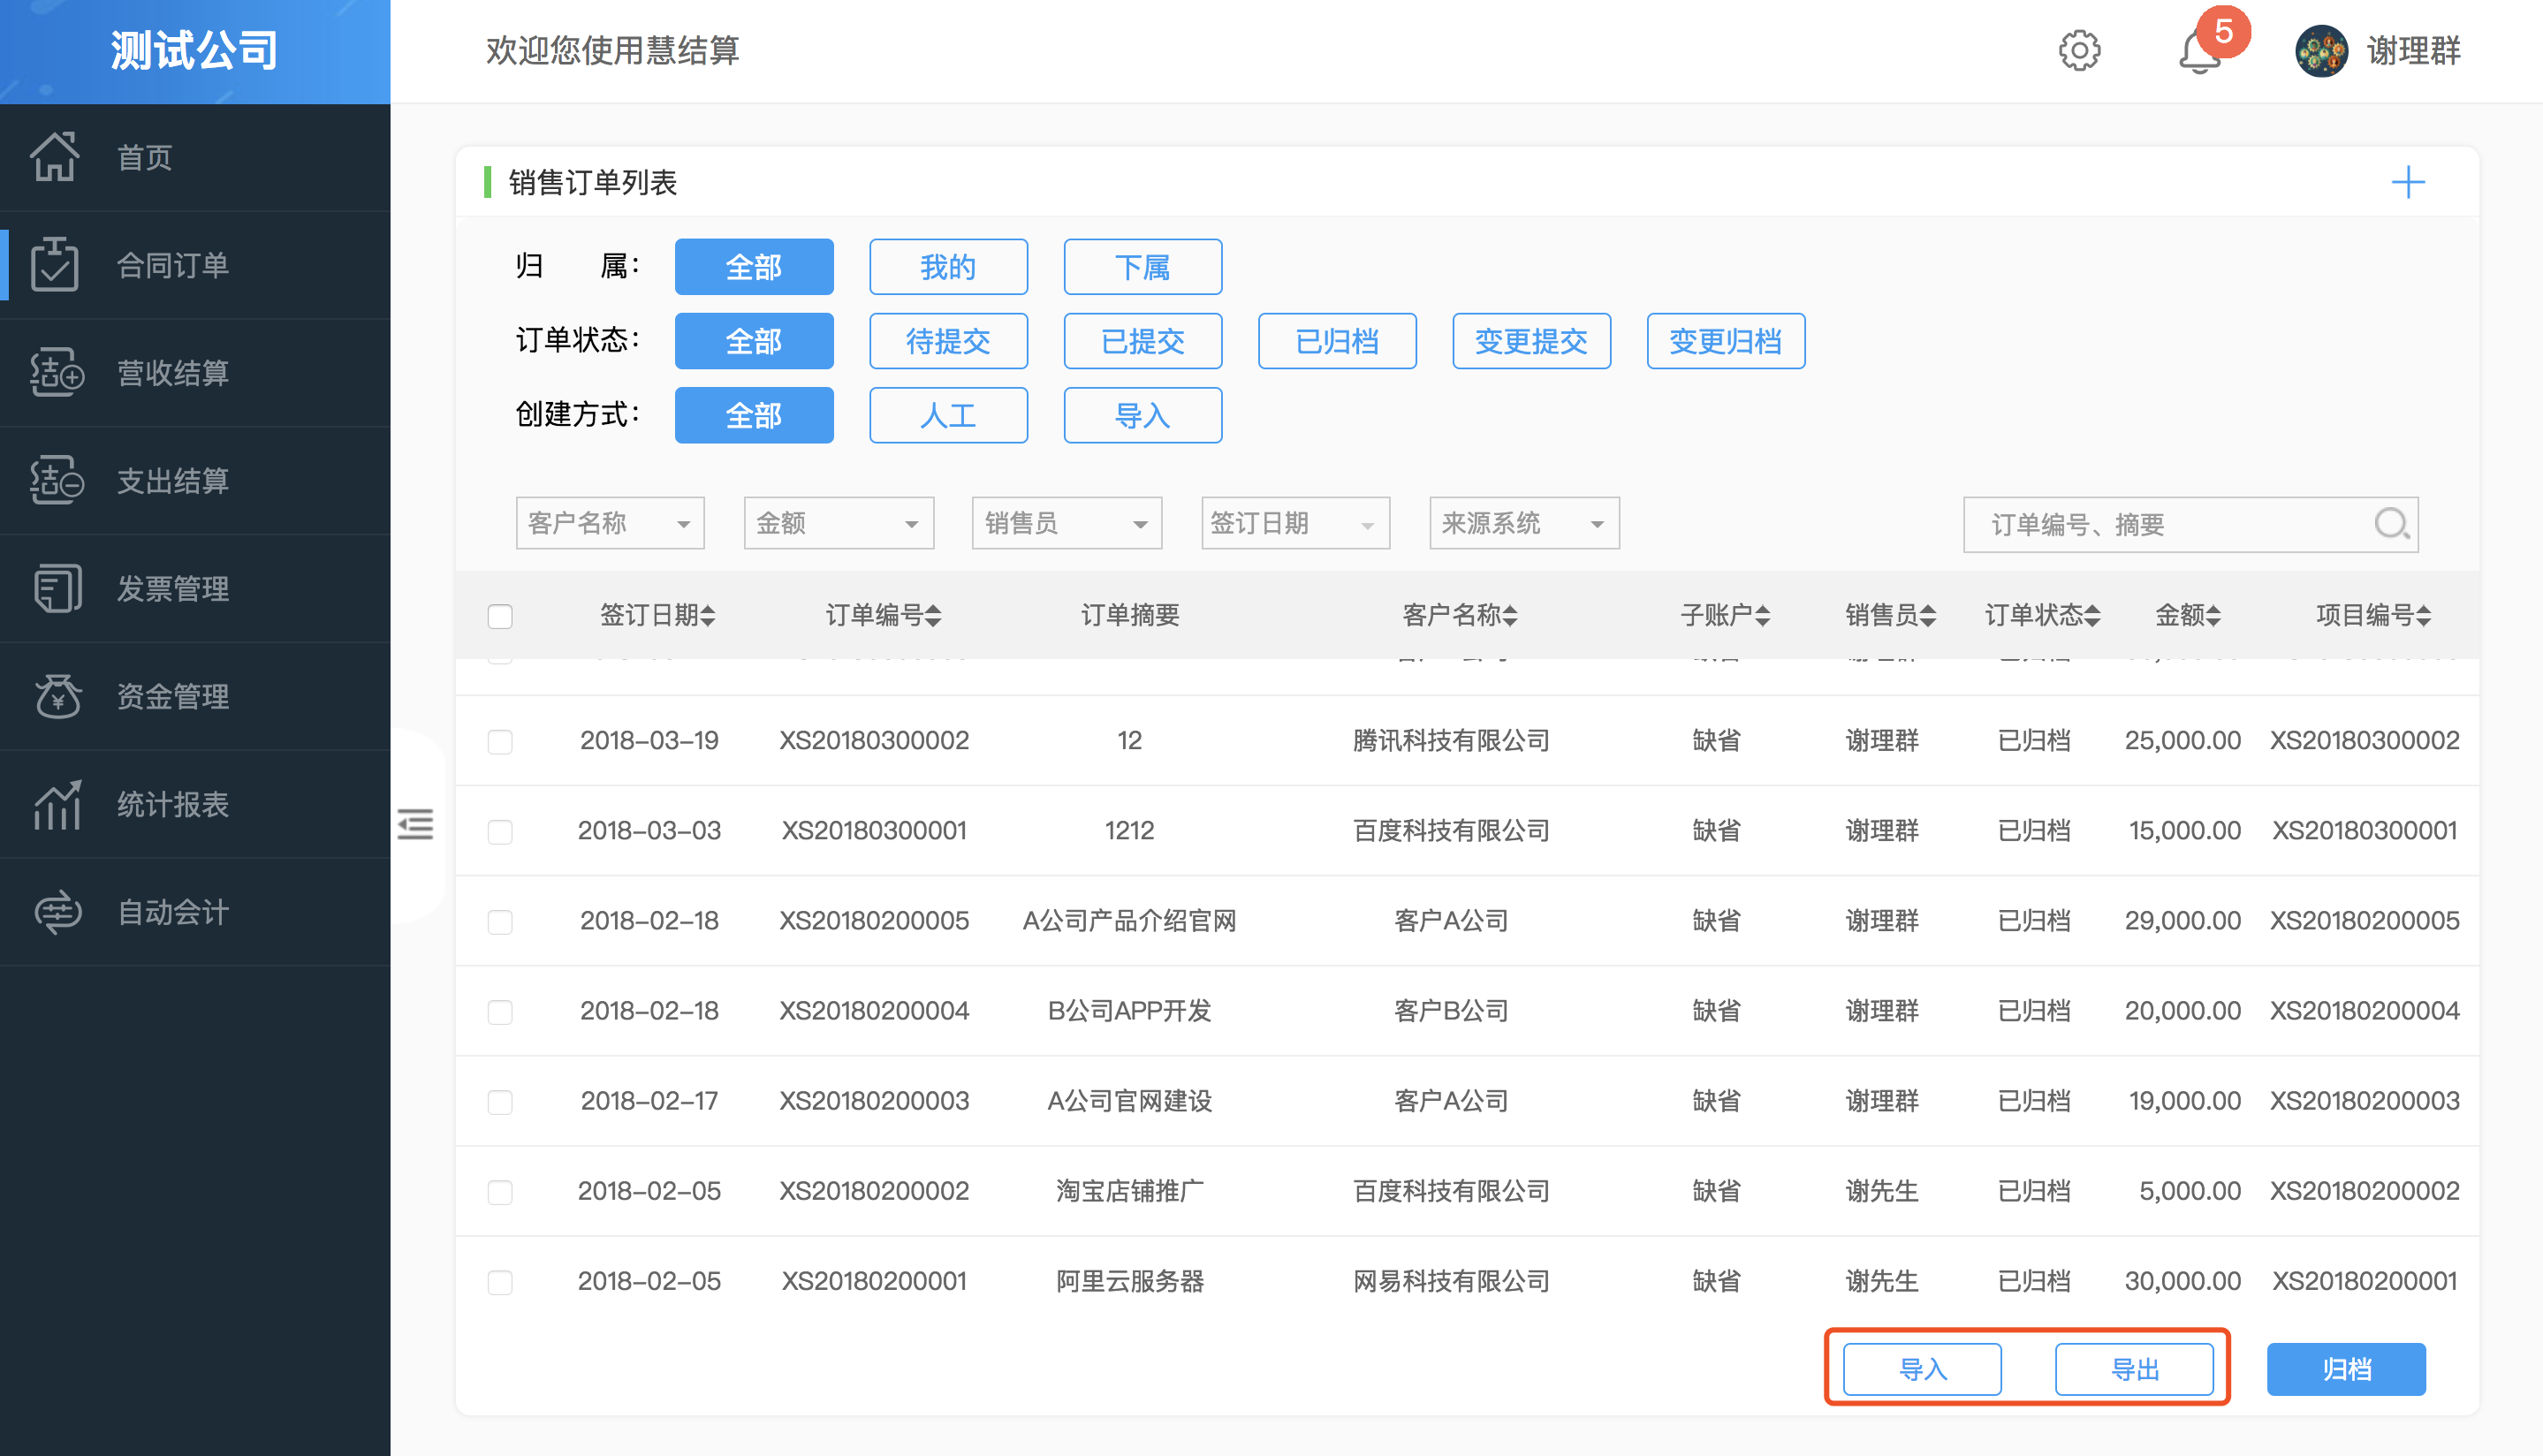 测试公司
欢迎您使用慧结算
5
谢理群
首页
合同订单
营收结算
支出结算
发票管理
资金管理
统计报表
自动会计
销售订单列表
归 属： 全部 我的 下属
订单状态： 全部 待提交 已提交 已归档 变更提交 变更归档
创建方式： 全部 人工 导入
客户名称 金额 销售员 签订日期 来源系统 订单编号、摘要
签订日期 订单编号 订单摘要 客户名称 子账户 销售员 订单状态 金额 项目编号
2018-03-19 XS20180300002 12 腾讯科技有限公司 缺省 谢理群 已归档 25,000.00 XS20180300002
2018-03-03 XS20180300001 1212 百度科技有限公司 缺省 谢理群 已归档 15,000.00 XS20180300001
2018-02-18 XS20180200005 A公司产品介绍官网 客户A公司 缺省 谢理群 已归档 29,000.00 XS20180200005
2018-02-18 XS20180200004 B公司APP开发 客户B公司 缺省 谢理群 已归档 20,000.00 XS20180200004
2018-02-17 XS20180200003 A公司官网建设 客户A公司 缺省 谢理群 已归档 19,000.00 XS20180200003
2018-02-05 XS20180200002 淘宝店铺推广 百度科技有限公司 缺省 谢先生 已归档 5,000.00 XS20180200002
2018-02-05 XS20180200001 阿里云服务器 网易科技有限公司 缺省 谢先生 已归档 30,000.00 XS20180200001
导入 导出 归档